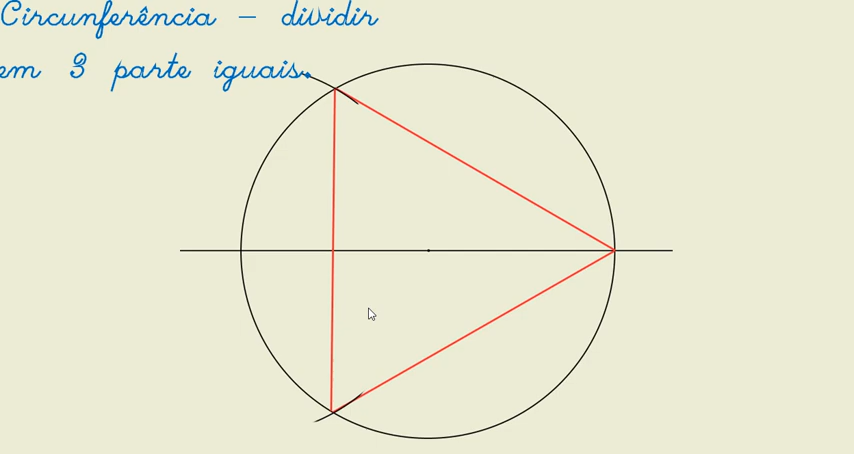 Circunferência – dividir
em 3 parte iguais.